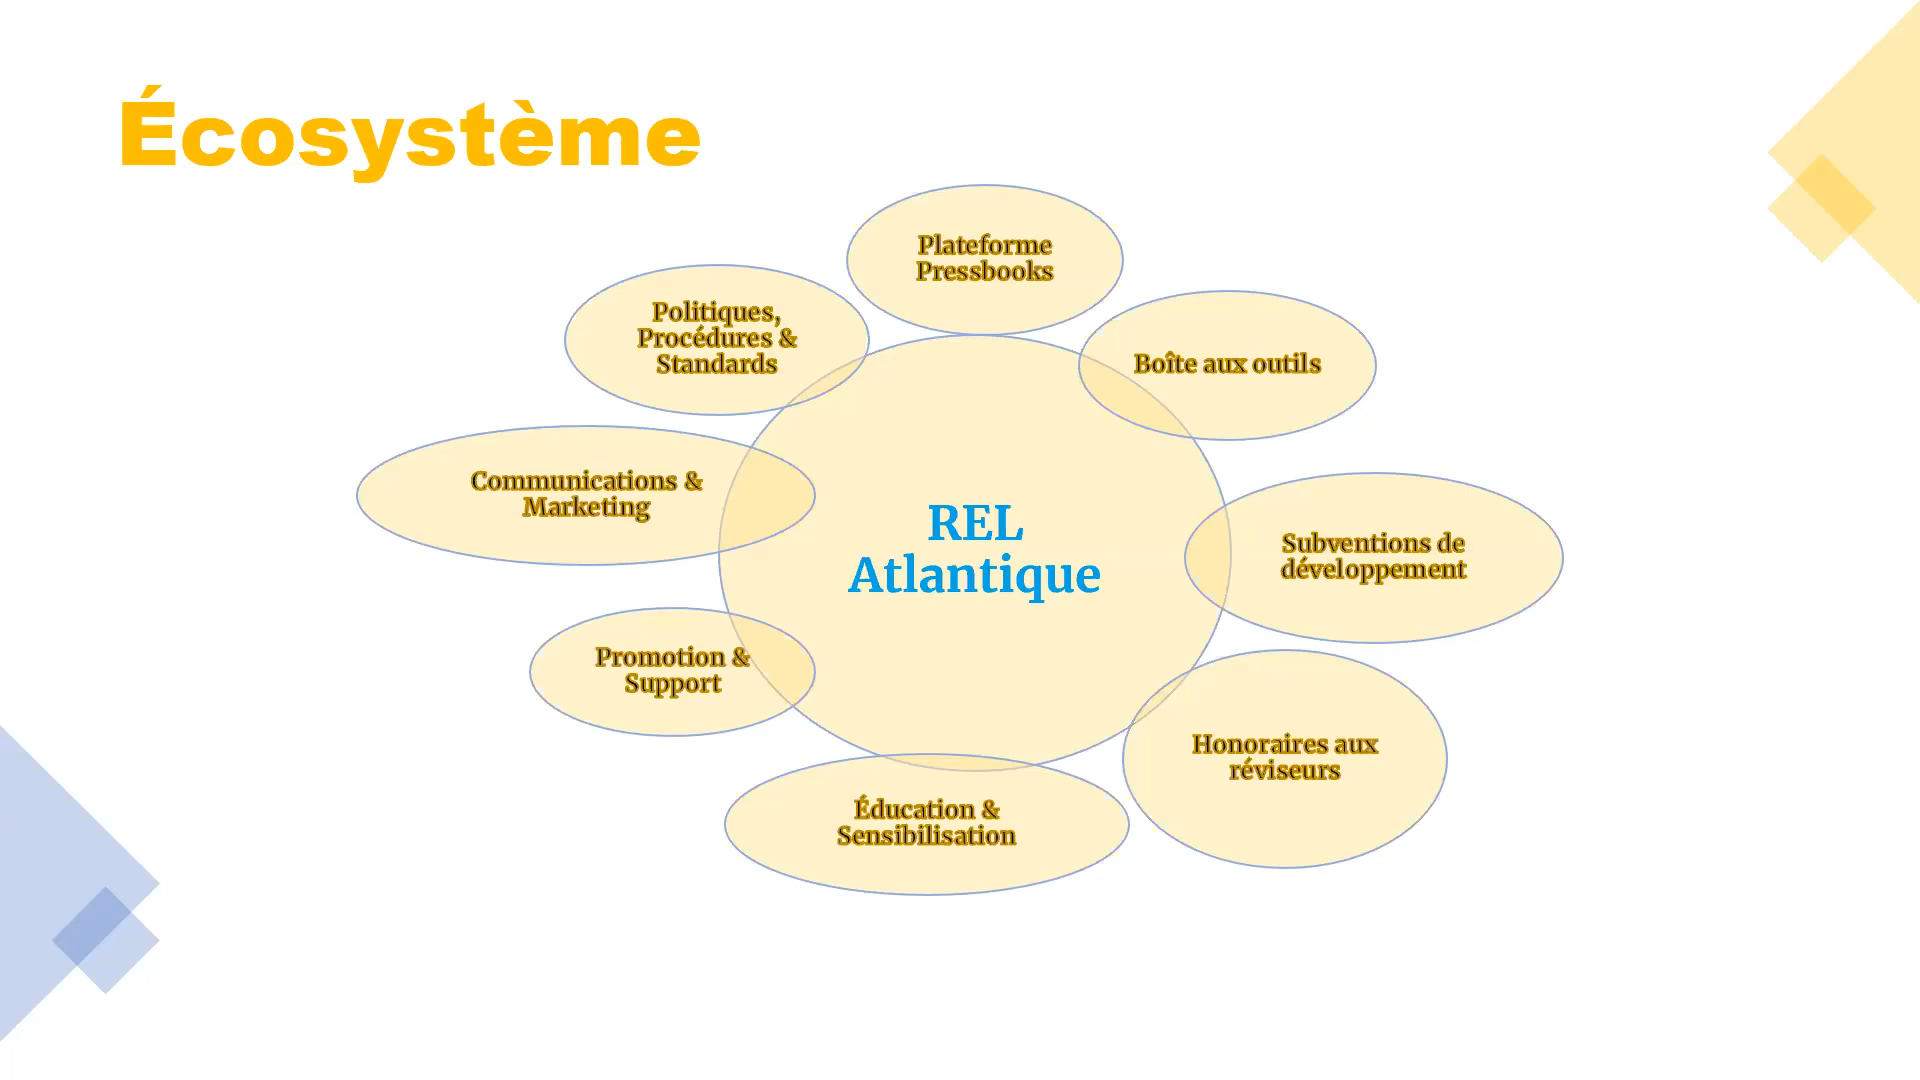 Écosystème
Plateforme
Pressbooks
Politiques,
Procédures &
Standards
Boîte aux outils
Communications &
Marketing
REL
Atlantique
Subventions de
développement
Promotion &
Support
Honoraires aux
réviseurs
Éducation &
Sensibilisation